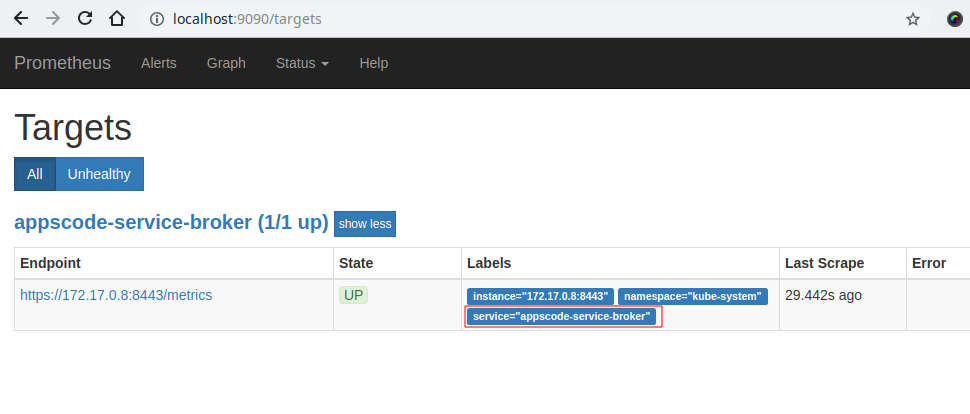 localhost:9090/targets
Prometheus Alerts Graph Status Help
Targets
All Unhealthy
appscode-service-broker (1/1 up) show less
Endpoint State Labels Last Scrape Error
https://172.17.0.8:8443/metrics UP instance="172.17.0.8:8443" namespace="kube-system" 29.442s ago
service="appscode-service-broker"